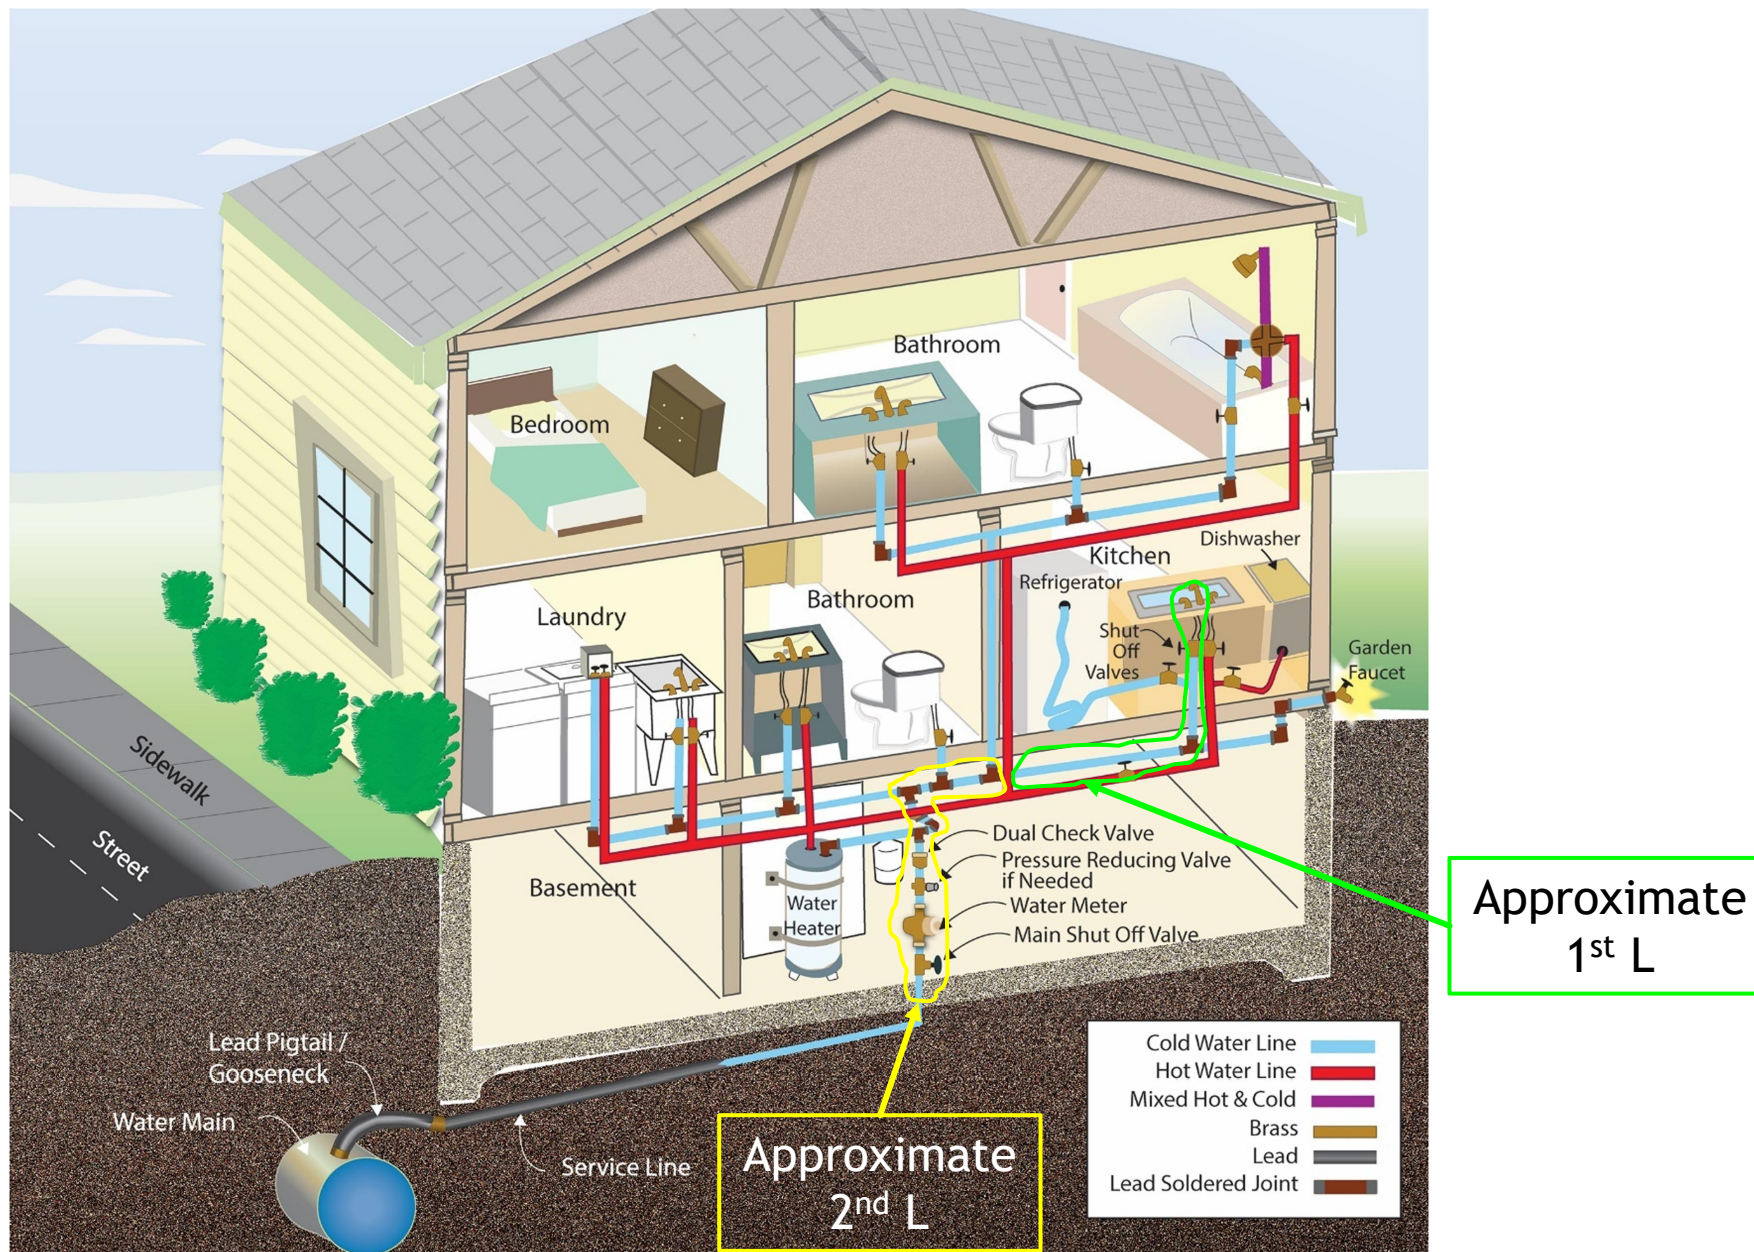 Bathroom
Bedroom
Dishwasher
Kitchen
Refrigerator
Bathroom
Laundry
Shut
Off
Valves
Garden
Faucet
Sidewalk
Street
Dual Check Valve
Pressure Reducing Valve
if Needed
Water Meter
Main Shut Off Valve
Basement
Water
Heater
Approximate
1st L
Lead Pigtail /
Gooseneck
Water Main
Service Line
Approximate
2nd L
Cold Water Line
Hot Water Line
Mixed Hot & Cold
Brass
Lead
Lead Soldered Joint